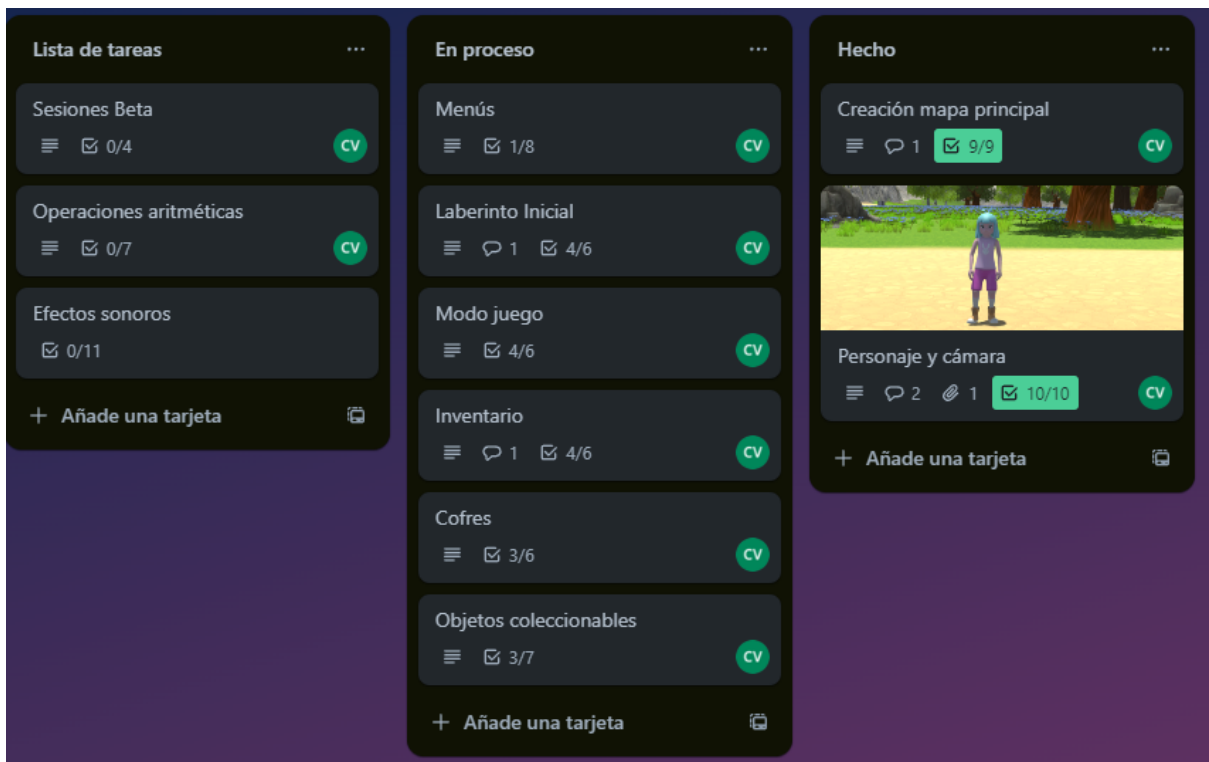 Lista de tareas
Sesiones Beta
0/4 CV
Operaciones aritméticas
0/7 CV
Efectos sonoros
0/11
+ Añade una tarjeta
En proceso
Menús
1/8 CV
Laberinto Inicial
1 4/6 CV
Modo juego
4/6 CV
Inventario
1 4/6 CV
Cofres
3/6 CV
Objetos coleccionables
3/7 CV
+ Añade una tarjeta
Hecho
Creación mapa principal
1 9/9 CV
Personaje y cámara
2 1 10/10 CV
+ Añade una tarjeta